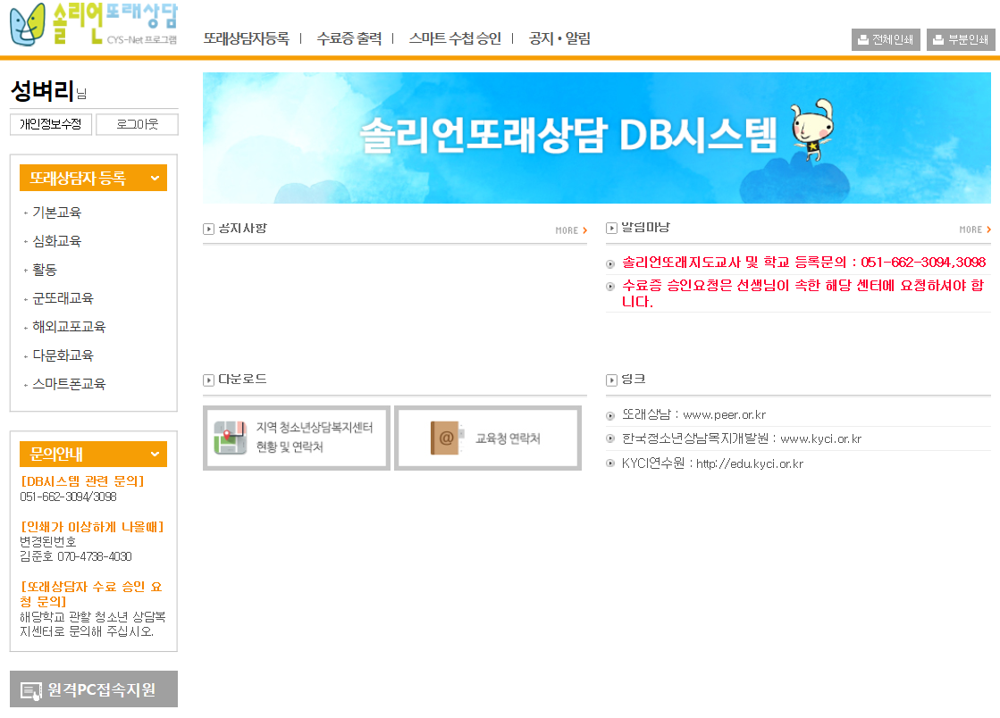 솔리언또래상담
CYS-Net 프로그램
또래상담자등록 | 수료증 출력 | 스마트 수첩 승인 | 공지·알림
전체인쇄 부분인쇄
성벼리님
개인정보수정 로그아웃
또래상담자 등록
기본교육
심화교육
활동
군또래교육
해외교포교육
다문화교육
스마트폰교육
문의안내
[DB시스템 관련 문의]
051-662-3094/3098
[인쇄가 이상하게 나올때]
변경된번호
김준호 070-4738-4030
[또래상담자 수료 승인 요
청 문의]
해당학교 관할 청소년 상담복
지센터로 문의해 주십시오.
원격PC접속지원
솔리언또래상담 DB시스템
공지사항 MORE
알림마당 MORE
솔리언또래지도교사 및 학교 등록문의 : 051-662-3094,3098
수료증 승인요청은 선생님이 속한 해당 센터에 요청하셔야 합
니다.
다운로드
지역 청소년상담복지센터
현황 및 연락처
@ 교육청 연락처
링크
또래상담 : www.peer.or.kr
한국청소년상담복지개발원 : www.kyci.or.kr
KYCI연수원 : http://edu.kyci.or.kr